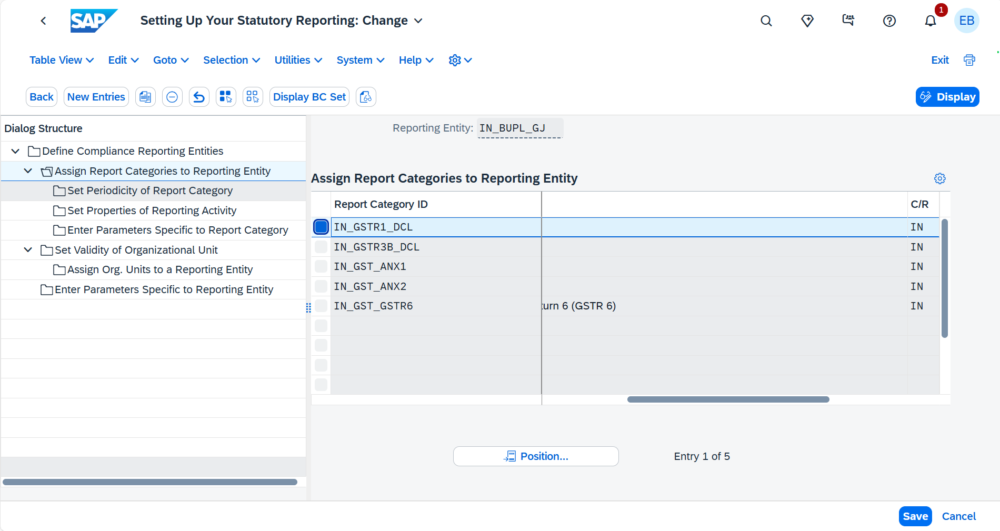 SAP Setting Up Your Statutory Reporting: Change 1 EB
Table View Edit Goto Selection Utilities System Help Exit
Back New Entries Display BC Set Display
Dialog Structure
Define Compliance Reporting Entities
Assign Report Categories to Reporting Entity
Set Periodicity of Report Category
Set Properties of Reporting Activity
Enter Parameters Specific to Report Category
Set Validity of Organizational Unit
Assign Org. Units to a Reporting Entity
Enter Parameters Specific to Reporting Entity
Reporting Entity: IN_BUPL_GJ
Assign Report Categories to Reporting Entity
Report Category ID C/R
IN_GSTR1_DCL IN
IN_GSTR3B_DCL IN
IN_GST_ANX1 IN
IN_GST_ANX2 IN
IN_GST_GSTR6 turn 6 (GSTR 6) IN
Position... Entry 1 of 5
Save Cancel